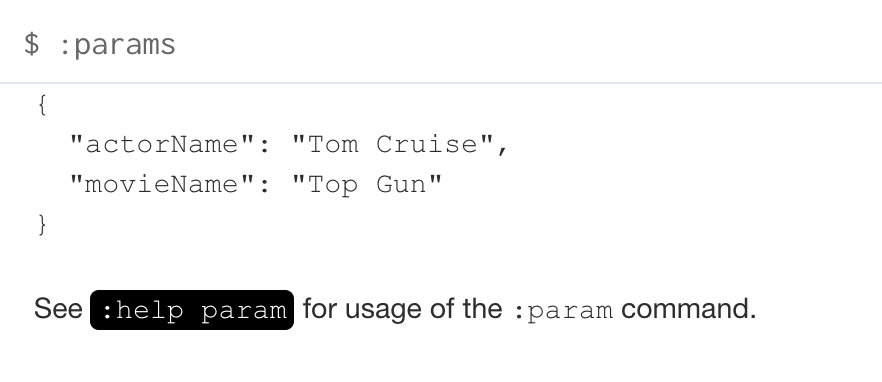 $ :params
{
"actorName": "Tom Cruise",
"movieName": "Top Gun"
}
See :help param for usage of the :param command.